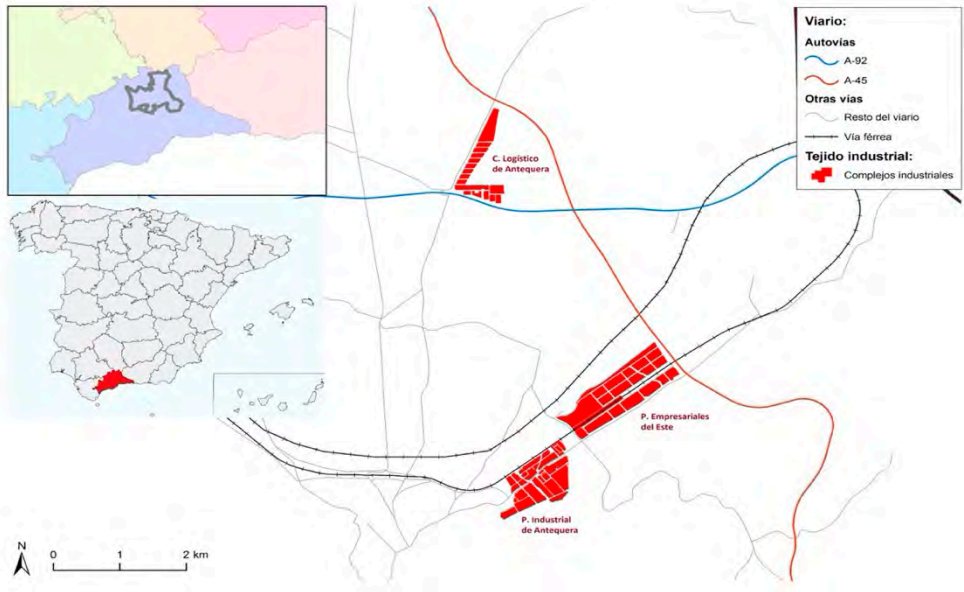 Viario:
Autovías
A-92
A-45
Otras vías
Resto del viario
Vía férrea
Tejido industrial:
Complejos industriales
C. Logístico
de Antequera
P. Empresariales
del Este
P. Industrial
de Antequera
N
0 1 2 km